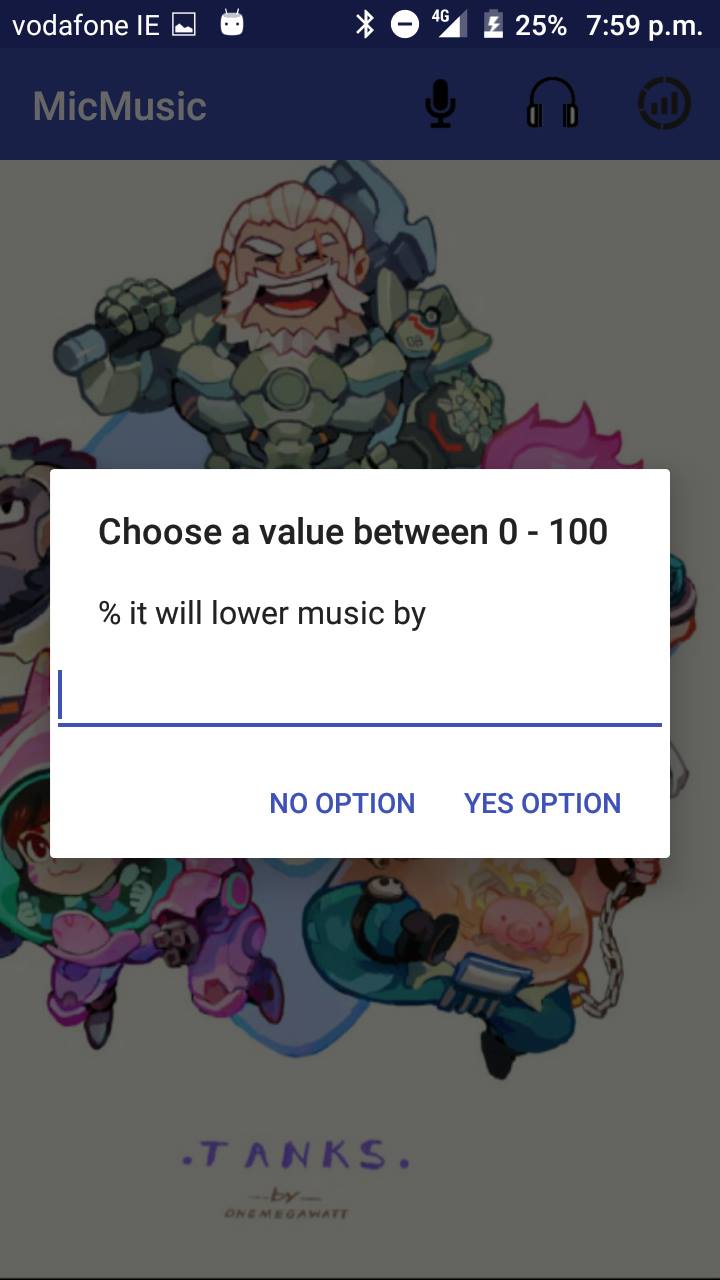 vodafone IE 4G 25% 7:59 p.m.
MicMusic
08
Choose a value between 0 - 100
% it will lower music by
NO OPTION YES OPTION
.TANKS.
—by—
ONEMEGAWATT